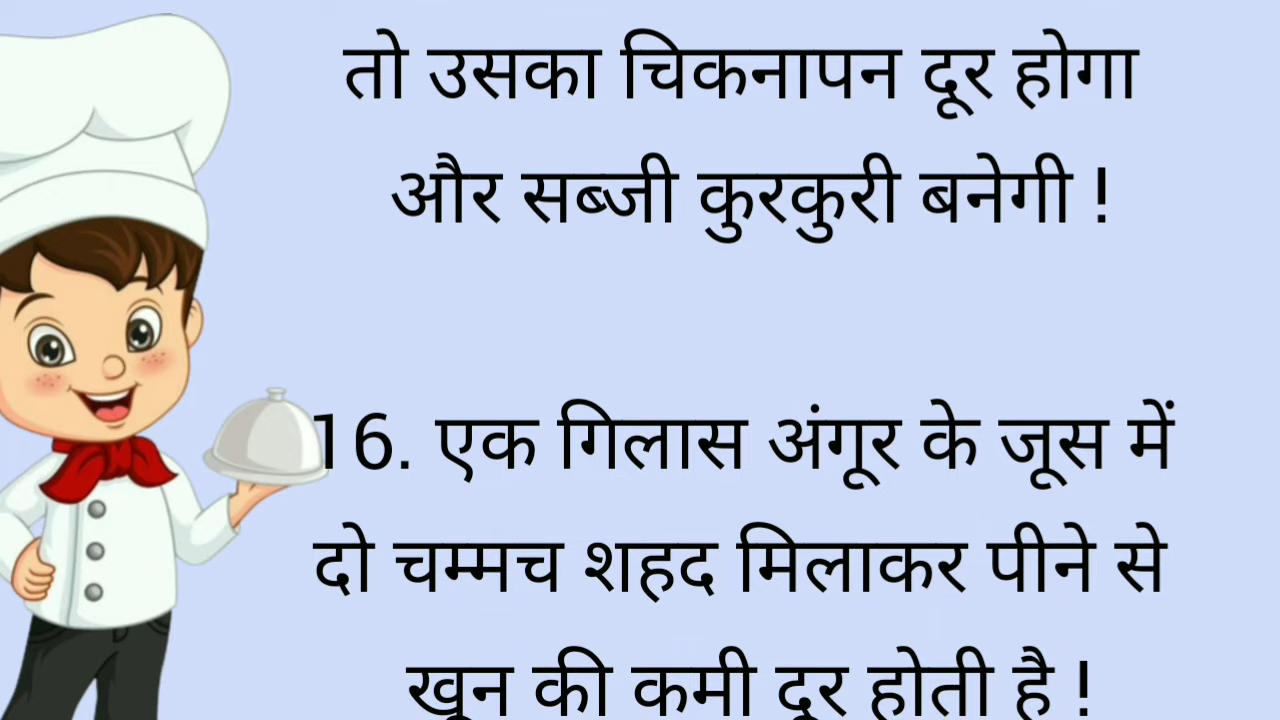 तो उसका चिकनापन दूर होगा
और सब्जी कुरकुरी बनेगी !
16. एक गिलास अंगूर के जूस में
दो चम्मच शहद मिलाकर पीने से
खून की कमी दूर होती है !